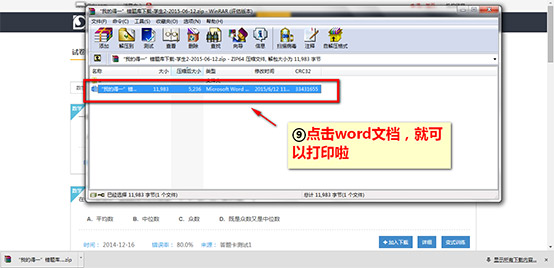 "我的得一"错题库下载-学生2-2015-06-12.zip - WinRAR (评估版本)
文件(F) 命令(C) 工具(S) 收藏夹(O) 选项(N) 帮助(H)
添加 解压到 测试 查看 删除 查找 向导 信息 扫描病毒 注释 自解压格式
"我的得一"错题库下载-学生2-2015-06-12.zip - ZIP64 压缩文件, 解包大小为 11,983 字节
名称 大小 压缩后大小 类型 修改时间 CRC32
"我的得一"错... 11,983 5,256 Microsoft Word ... 2015/6/12 11... 33431655
⑨点击word文档，就可
以打印啦
已经选择 11,983 字节(1 个文件) 总计 11,983 字节(1 个文件)
A. 平均数 B. 中位数 C. 众数 D. 既是众数又是中位数
时间： 2014-12-16 错误率： 80.0% 来源： 答题卡测试1 +加入下载 详细 变式训练
"我的得一"错题库....zip 显示所有下载内容...